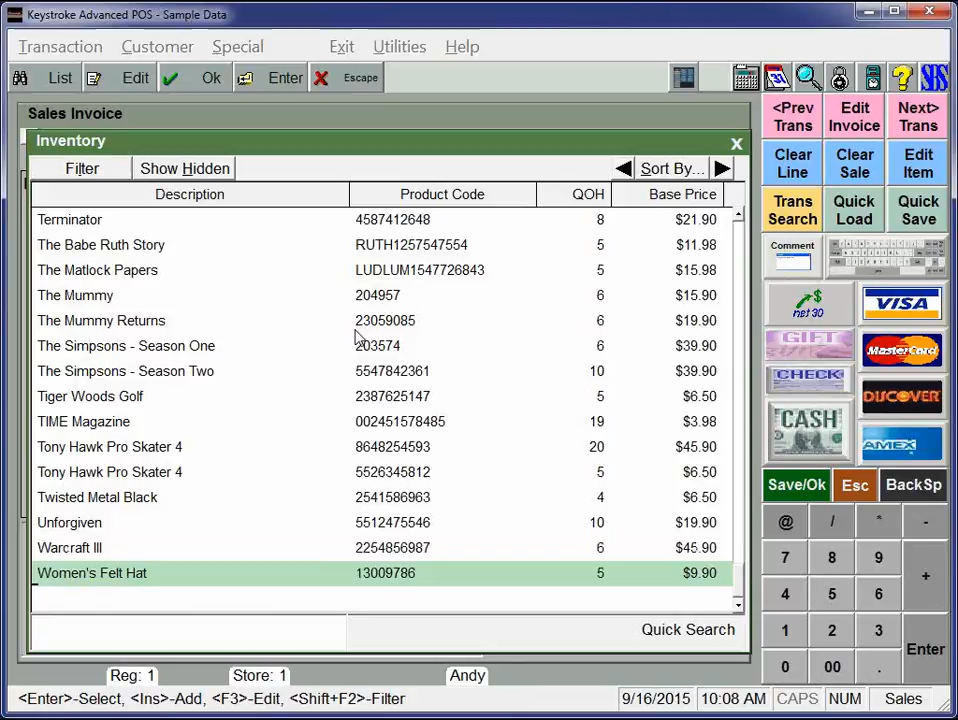 Keystroke Advanced POS - Sample Data
Transaction Customer Special Exit Utilities Help
List Edit Ok Enter Escape
31 ? SBS
Sales Invoice
Inventory X
Filter Show Hidden Sort By...
Description Product Code QOH Base Price
Terminator 4587412648 8 $21.90
The Babe Ruth Story RUTH1257547554 5 $11.98
The Matlock Papers LUDLUM1547726843 5 $15.98
The Mummy 204957 6 $15.90
The Mummy Returns 23059085 6 $19.90
The Simpsons - Season One 203574 6 $39.90
The Simpsons - Season Two 5547842361 10 $39.90
Tiger Woods Golf 2387625147 5 $6.50
TIME Magazine 002451578485 19 $3.98
Tony Hawk Pro Skater 4 8648254593 20 $45.90
Tony Hawk Pro Skater 4 5526345812 5 $6.50
Twisted Metal Black 2541586963 4 $6.50
Unforgiven 5512475546 10 $19.90
Warcraft III 2254856987 6 $45.90
Women's Felt Hat 13009786 5 $9.90
Quick Search
<Prev Trans
Edit Invoice
Next> Trans
Clear Line
Clear Sale
Edit Item
Trans Search
Quick Load
Quick Save
Comment
$ net 30
VISA
GIFT
MasterCard
CHECK
DISCOVER
CASH
AMEX
Save/Ok Esc BackSp
@ / * -
7 8 9 +
4 5 6
1 2 3 Enter
0 00 .
Reg: 1 Store: 1 Andy
<Enter>-Select, <Ins>-Add, <F3>-Edit, <Shift+F2>-Filter 9/16/2015 10:08 AM CAPS NUM Sales